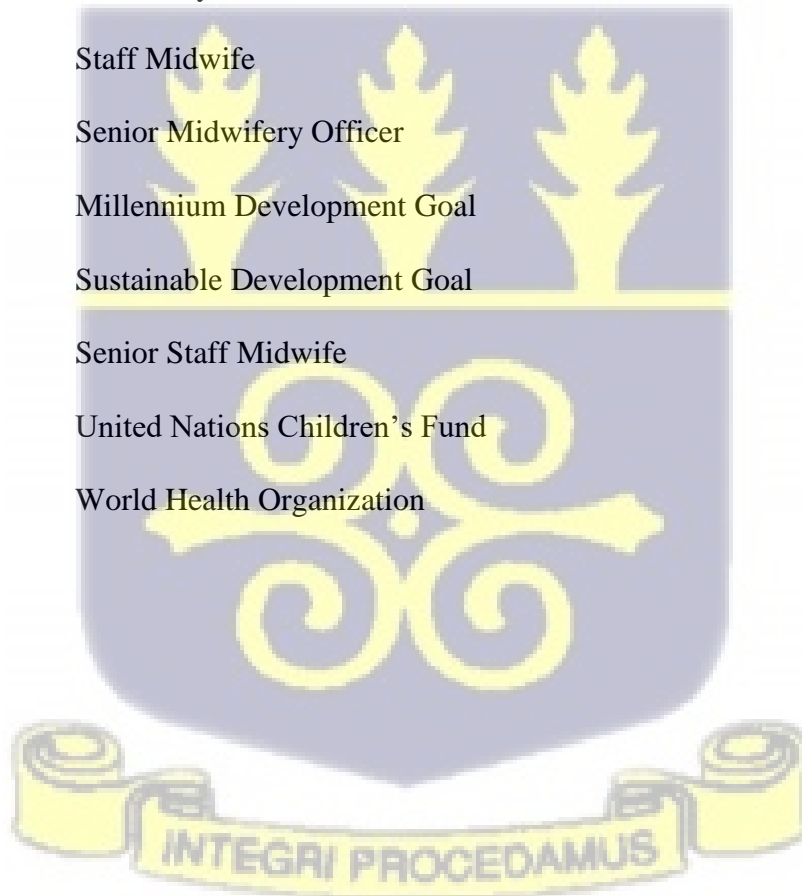 Staff Midwife
Senior Midwifery Officer
Millennium Development Goal
Sustainable Development Goal
Senior Staff Midwife
United Nations Children’s Fund
World Health Organization
INTEGRI PROCEDAMUS